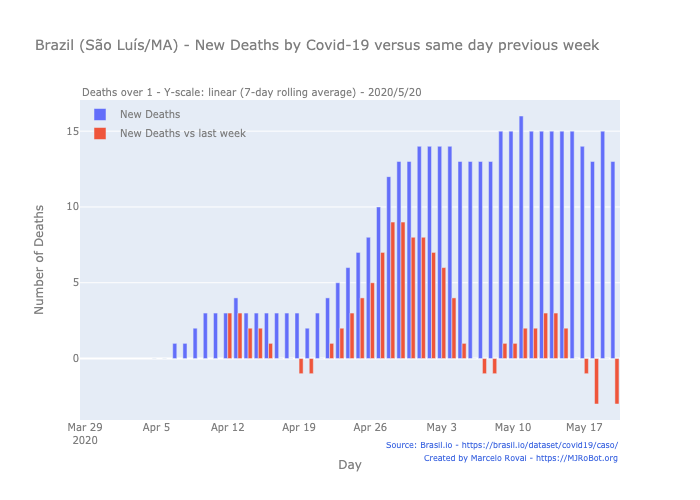 Brazil (São Luís/MA) - New Deaths by Covid-19 versus same day previous week
Deaths over 1 - Y-scale: linear (7-day rolling average) - 2020/5/20
New Deaths
New Deaths vs last week
15
10
5
0
Number of Deaths
Mar 29 Apr 5 Apr 12 Apr 19 Apr 26 May 3 May 10 May 17
2020
Day
Source: Brasil.io - https://brasil.io/dataset/covid19/caso/
Created by Marcelo Rovai - https://MJRoBot.org